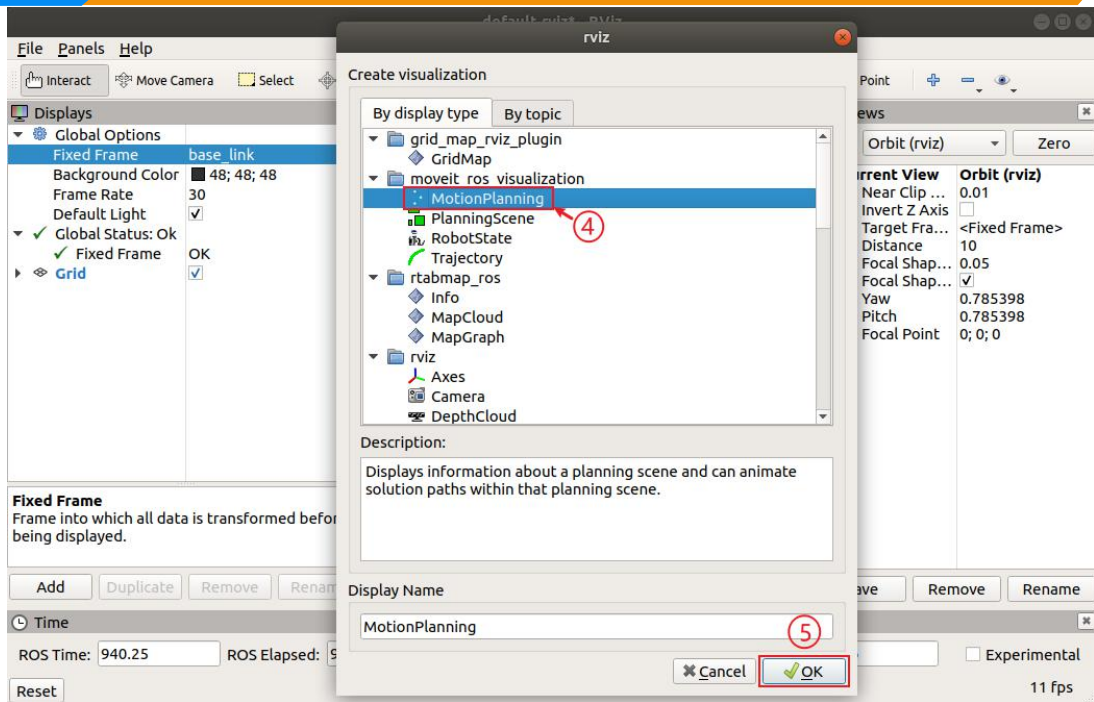 default.rviz* - RViz
rviz
File Panels Help
Interact Move Camera Select
Point
Displays
Global Options
Fixed Frame base_link
Background Color 48; 48; 48
Frame Rate 30
Default Light
Global Status: Ok
Fixed Frame OK
Grid
Fixed Frame
Frame into which all data is transformed befor
being displayed.
Add Duplicate Remove Renam
Create visualization
By display type By topic
grid_map_rviz_plugin
GridMap
moveit_ros_visualization
MotionPlanning
④
PlanningScene
RobotState
Trajectory
rtabmap_ros
Info
MapCloud
MapGraph
rviz
Axes
Camera
DepthCloud
Description:
Displays information about a planning scene and can animate
solution paths within that planning scene.
Display Name
MotionPlanning
⑤
Cancel OK
ews
Orbit (rviz) Zero
rrent View Orbit (rviz)
Near Clip ... 0.01
Invert Z Axis
Target Fra... <Fixed Frame>
Distance 10
Focal Shap... 0.05
Focal Shap...
Yaw 0.785398
Pitch 0.785398
Focal Point 0; 0; 0
ave Remove Rename
Time
ROS Time: 940.25 ROS Elapsed: 9
Experimental
Reset
11 fps